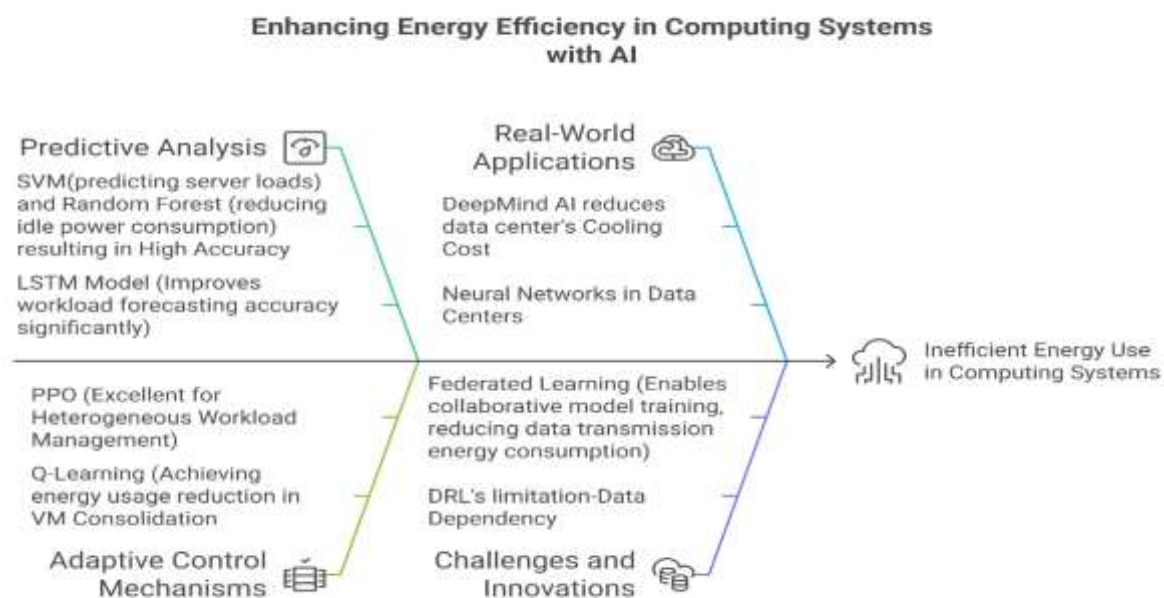 Enhancing Energy Efficiency in Computing Systems
with AI
Predictive Analysis
SVM(predicting server loads)
and Random Forest (reducing
idle power consumption)
resulting in High Accuracy
LSTM Model (Improves
workload forecasting accuracy
significantly)
Real-World
Applications
DeepMind AI reduces
data center's Cooling
Cost
Neural Networks in Data
Centers
Inefficient Energy Use
in Computing Systems
PPO (Excellent for
Heterogeneous Workload
Management)
Q-Learning (Achieving
energy usage reduction in
VM Consolidation
Adaptive Control
Mechanisms
Federated Learning (Enables
collaborative model training,
reducing data transmission
energy consumption)
DRL's limitation-Data
Dependency
Challenges and
Innovations